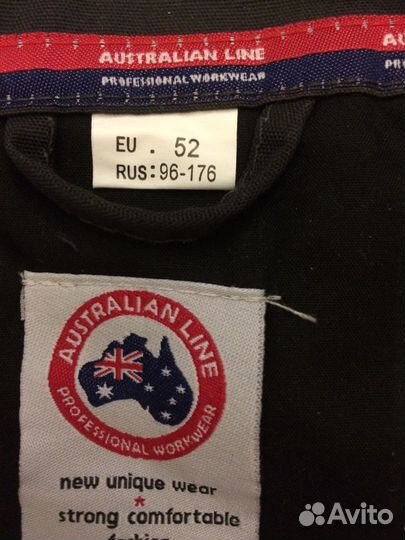 AUSTRALIAN LINE
PROFESSIONAL WORKWEAR
EU . 52
RUS: 96-176
AUSTRALIAN LINE
PROFESSIONAL WORKWEAR
new unique wear
*
strong comfortable
Avito